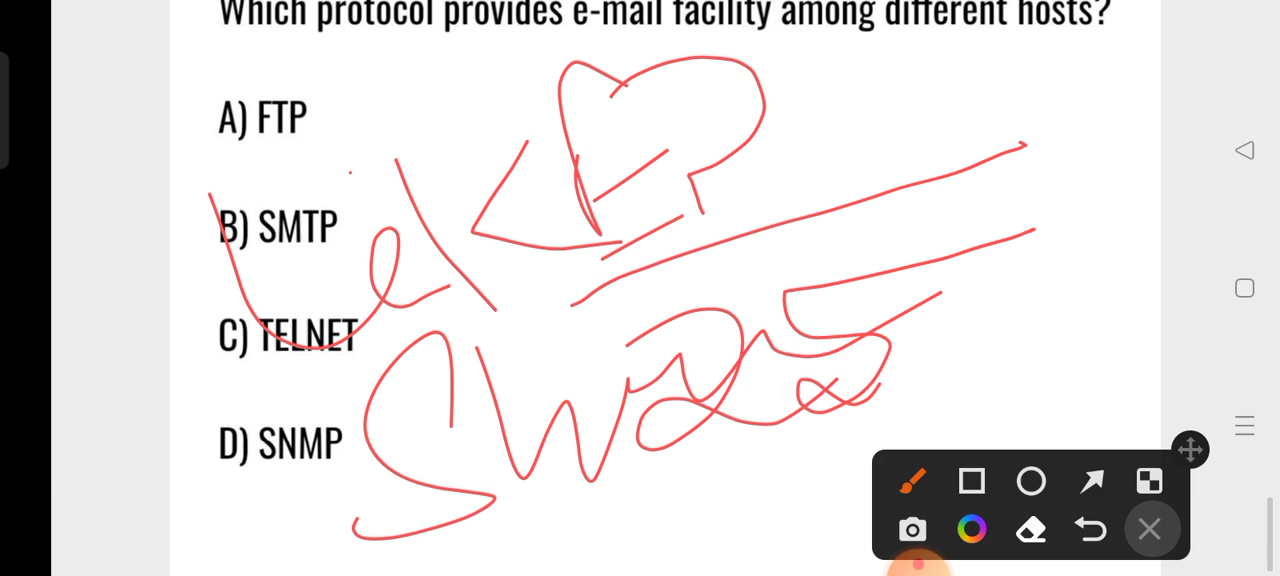 Which protocol provides e-mail facility among different hosts?
A) FTP
B) SMTP
C) TELNET
D) SNMP